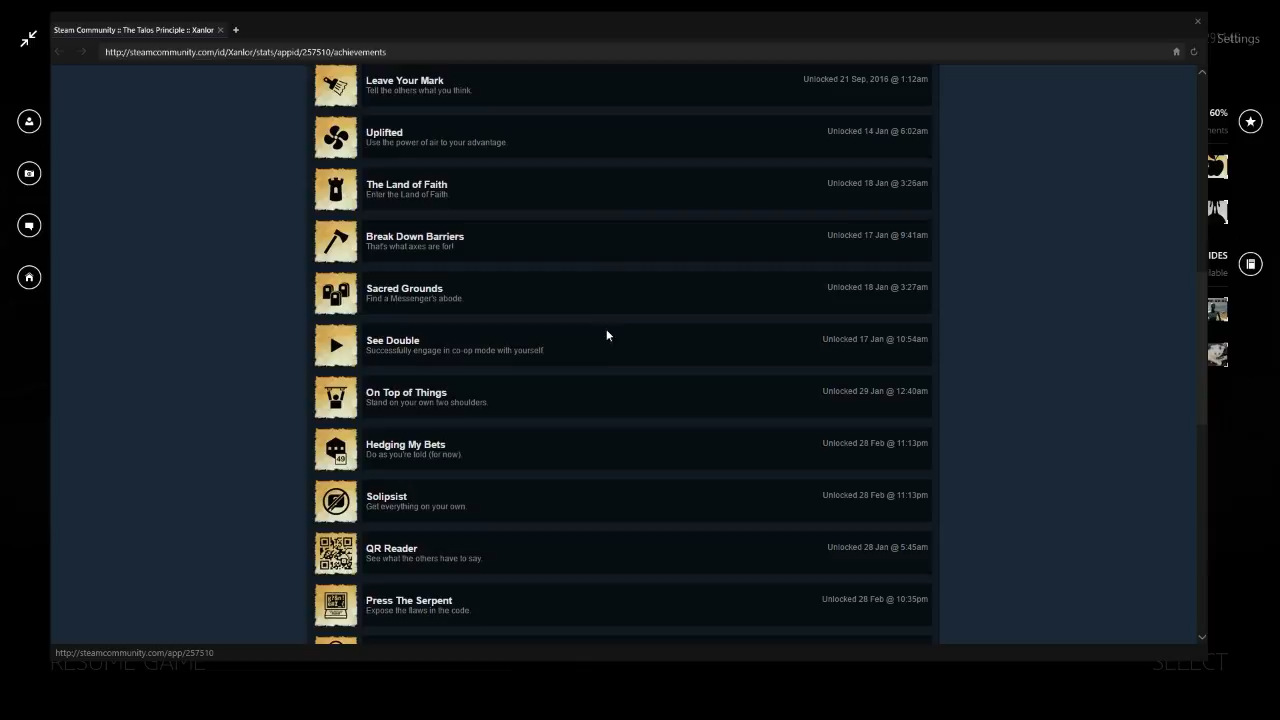 Steam Community :: The Talos Principle :: Xanlor
http://steamcommunity.com/id/Xanlor/stats/appid/257510/achievements
Settings
Leave Your Mark
Tell the others what you think.
Unlocked 21 Sep, 2016 @ 1:12am
Uplifted
Use the power of air to your advantage
Unlocked 14 Jan @ 6:02am
60%
The Land of Faith
Enter the Land of Faith.
Unlocked 18 Jan @ 3:26am
Break Down Barriers
That's what axes are for!
Unlocked 17 Jan @ 9:41am
Sacred Grounds
Find a Messenger's abode.
Unlocked 18 Jan @ 3:27am
See Double
Successfully engage in co-op mode with yourself.
Unlocked 17 Jan @ 10:54am
On Top of Things
Stand on your own two shoulders.
Unlocked 29 Jan @ 12:40am
Hedging My Bets
Do as you're told (for now).
Unlocked 28 Feb @ 11:13pm
49
Solipsist
Get everything on your own.
Unlocked 28 Feb @ 11:13pm
QR Reader
See what the others have to say.
Unlocked 28 Jan @ 5:45am
Press The Serpent
Expose the flaws in the code.
Unlocked 28 Feb @ 10:35pm
http://steamcommunity.com/app/257510
RESUME GAME
SELECT